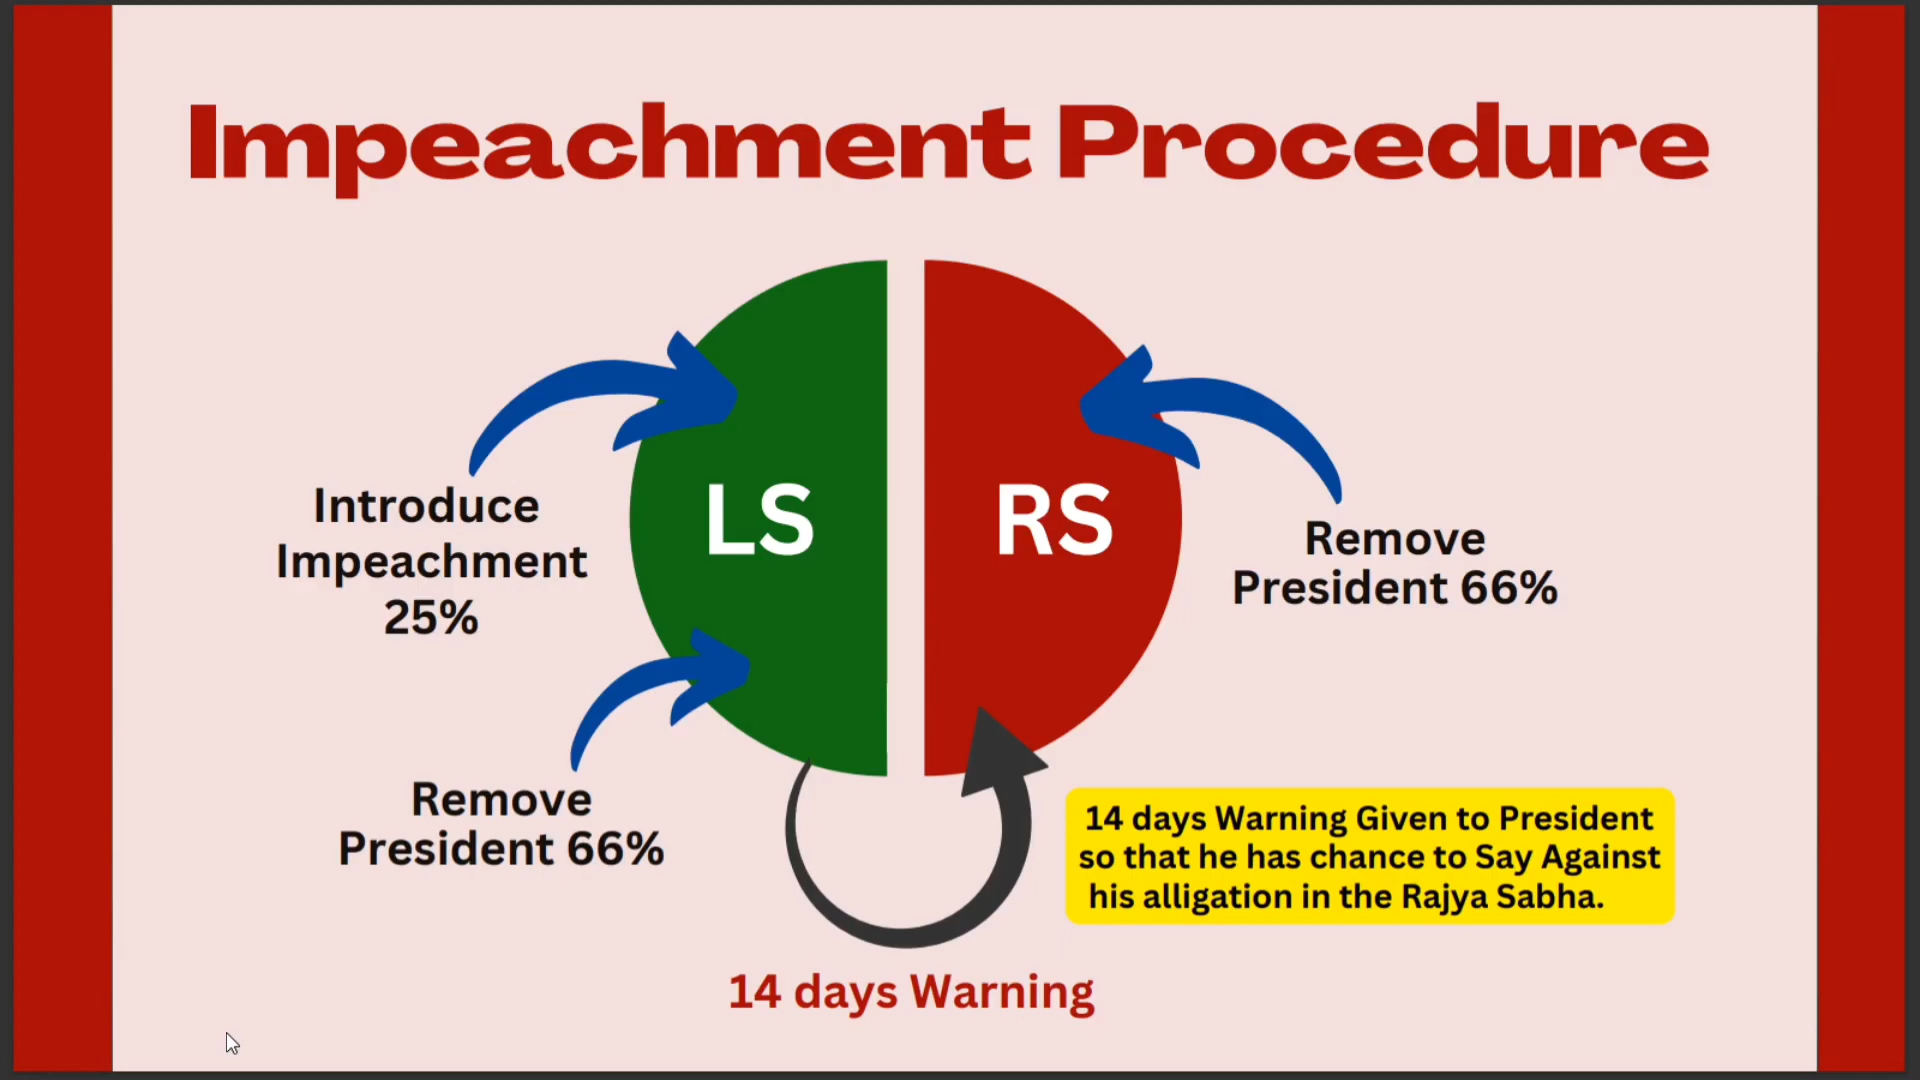 Impeachment Procedure
LS
RS
Introduce
Impeachment
25%
Remove
President 66%
Remove
President 66%
14 days Warning Given to President
so that he has chance to Say Against
his alligation in the Rajya Sabha.
14 days Warning